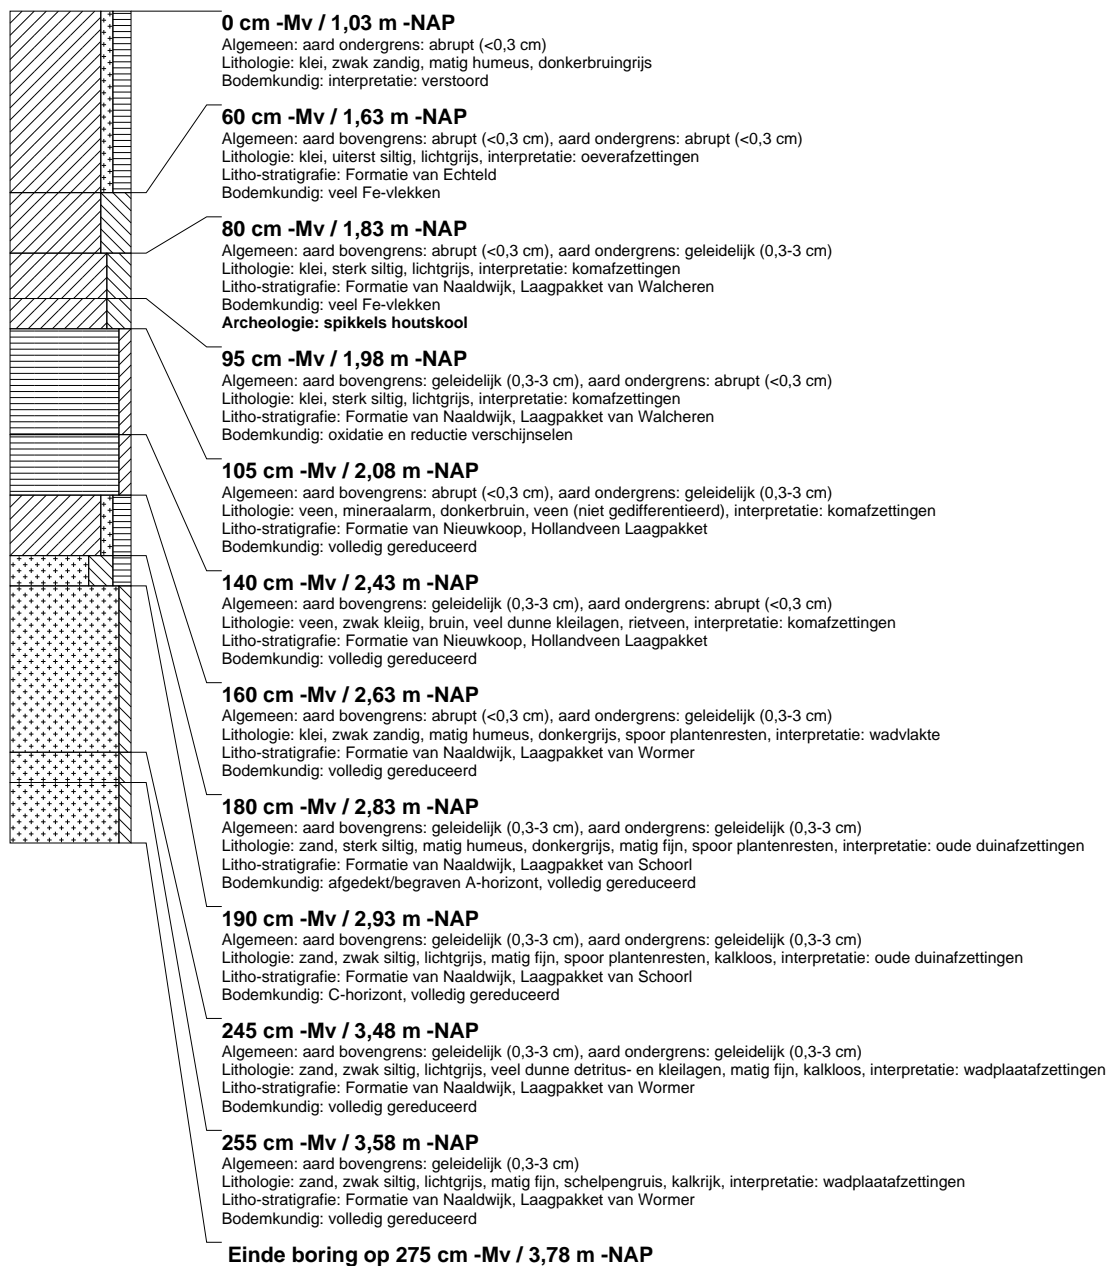 0 cm -Mv / 1,03 m -NAP
Algemeen: aard ondergrens: abrupt (<0,3 cm)
Lithologie: klei, zwak zandig, matig humeus, donkerbruingrijs
Bodemkundig: interpretatie: verstoord
60 cm -Mv / 1,63 m -NAP
Algemeen: aard bovengrens: abrupt (<0,3 cm), aard ondergrens: abrupt (<0,3 cm)
Lithologie: klei, uiterst siltig, lichtgrijs, interpretatie: oeverafzettingen
Litho-stratigrafie: Formatie van Echteld
Bodemkundig: veel Fe-vlekken
80 cm -Mv / 1,83 m -NAP
Algemeen: aard bovengrens: abrupt (<0,3 cm), aard ondergrens: geleidelijk (0,3-3 cm)
Lithologie: klei, sterk siltig, lichtgrijs, interpretatie: komafzettingen
Litho-stratigrafie: Formatie van Naaldwijk, Laagpakket van Walcheren
Bodemkundig: veel Fe-vlekken
Archeologie: spikkels houtskool
95 cm -Mv / 1,98 m -NAP
Algemeen: aard bovengrens: geleidelijk (0,3-3 cm), aard ondergrens: abrupt (<0,3 cm)
Lithologie: klei, sterk siltig, lichtgrijs, interpretatie: komafzettingen
Litho-stratigrafie: Formatie van Naaldwijk, Laagpakket van Walcheren
Bodemkundig: oxidatie en reductie verschijnselen
105 cm -Mv / 2,08 m -NAP
Algemeen: aard bovengrens: abrupt (<0,3 cm), aard ondergrens: geleidelijk (0,3-3 cm)
Lithologie: veen, mineraalarm, donkerbruin, veen (niet gedifferentieerd), interpretatie: komafzettingen
Litho-stratigrafie: Formatie van Nieuwkoop, Hollandveen Laagpakket
Bodemkundig: volledig gereduceerd
140 cm -Mv / 2,43 m -NAP
Algemeen: aard bovengrens: geleidelijk (0,3-3 cm), aard ondergrens: abrupt (<0,3 cm)
Lithologie: veen, zwak kleiig, bruin, veel dunne kleilagen, rietveen, interpretatie: komafzettingen
Litho-stratigrafie: Formatie van Nieuwkoop, Hollandveen Laagpakket
Bodemkundig: volledig gereduceerd
160 cm -Mv / 2,63 m -NAP
Algemeen: aard bovengrens: abrupt (<0,3 cm), aard ondergrens: geleidelijk (0,3-3 cm)
Lithologie: klei, zwak zandig, matig humeus, donkergrijs, spoor plantenresten, interpretatie: wadvlakte
Litho-stratigrafie: Formatie van Naaldwijk, Laagpakket van Wormer
Bodemkundig: volledig gereduceerd
180 cm -Mv / 2,83 m -NAP
Algemeen: aard bovengrens: geleidelijk (0,3-3 cm), aard ondergrens: geleidelijk (0,3-3 cm)
Lithologie: zand, sterk siltig, matig humeus, donkergrijs, matig fijn, spoor plantenresten, interpretatie: oude duinafzettingen
Litho-stratigrafie: Formatie van Naaldwijk, Laagpakket van Schoorl
Bodemkundig: afgedekt/begraven A-horizont, volledig gereduceerd
190 cm -Mv / 2,93 m -NAP
Algemeen: aard bovengrens: geleidelijk (0,3-3 cm), aard ondergrens: geleidelijk (0,3-3 cm)
Lithologie: zand, zwak siltig, lichtgrijs, matig fijn, spoor plantenresten, kalkloos, interpretatie: oude duinafzettingen
Litho-stratigrafie: Formatie van Naaldwijk, Laagpakket van Schoorl
Bodemkundig: C-horizont, volledig gereduceerd
245 cm -Mv / 3,48 m -NAP
Algemeen: aard bovengrens: geleidelijk (0,3-3 cm), aard ondergrens: geleidelijk (0,3-3 cm)
Lithologie: zand, zwak siltig, lichtgrijs, veel dunne detritus- en kleilagen, matig fijn, kalkloos, interpretatie: wadplaatafzettingen
Litho-stratigrafie: Formatie van Naaldwijk, Laagpakket van Wormer
Bodemkundig: volledig gereduceerd
255 cm -Mv / 3,58 m -NAP
Algemeen: aard bovengrens: geleidelijk (0,3-3 cm)
Lithologie: zand, zwak siltig, lichtgrijs, matig fijn, schelpengruis, kalkrijk, interpretatie: wadplaatafzettingen
Litho-stratigrafie: Formatie van Naaldwijk, Laagpakket van Wormer
Bodemkundig: volledig gereduceerd
Einde boring op 275 cm -Mv / 3,78 m -NAP